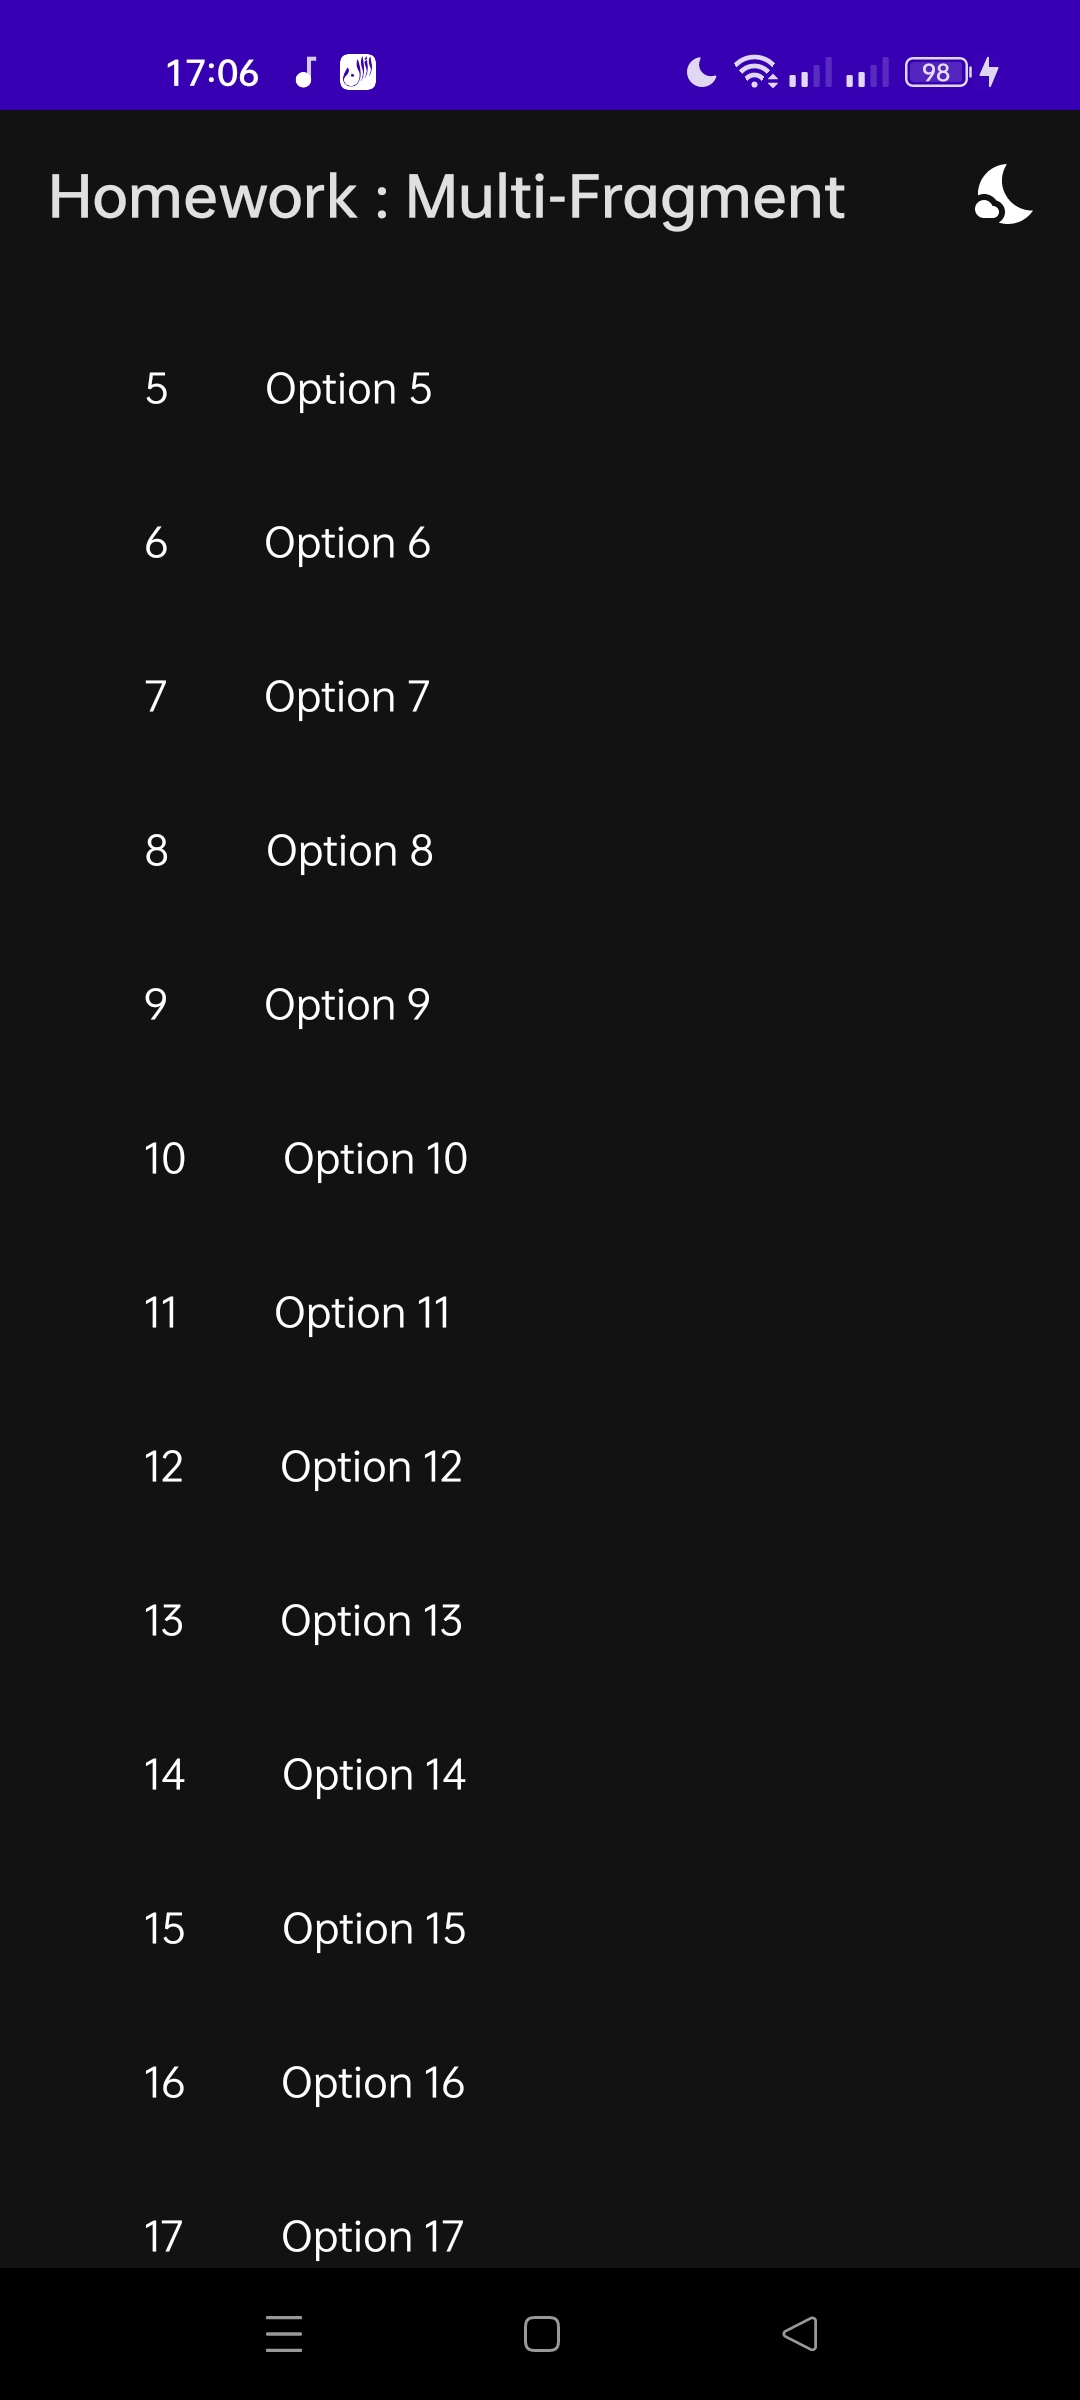 17:06 98
Homework : Multi-Fragment
5 Option 5
6 Option 6
7 Option 7
8 Option 8
9 Option 9
10 Option 10
11 Option 11
12 Option 12
13 Option 13
14 Option 14
15 Option 15
16 Option 16
17 Option 17